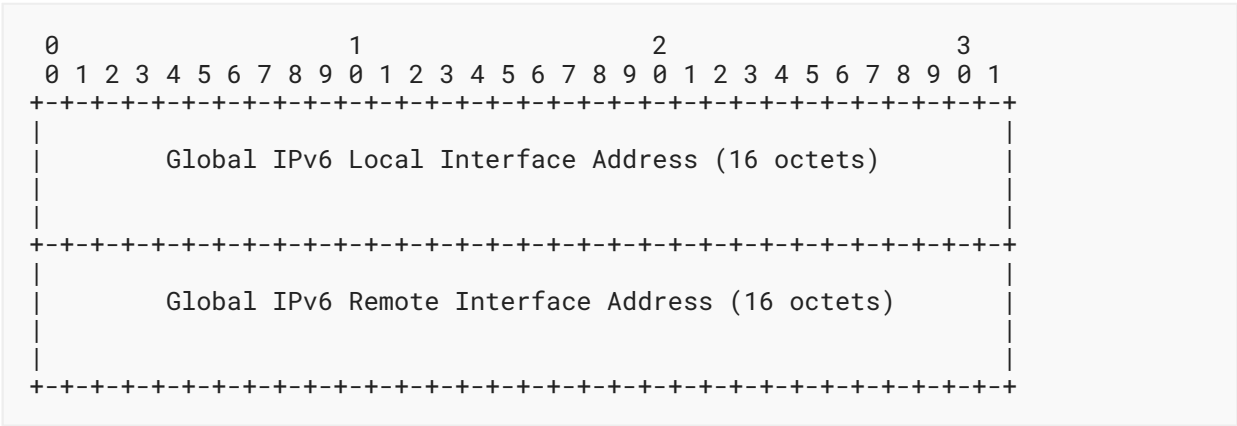 0                   1                   2                   3
 0 1 2 3 4 5 6 7 8 9 0 1 2 3 4 5 6 7 8 9 0 1 2 3 4 5 6 7 8 9 0 1
+-+-+-+-+-+-+-+-+-+-+-+-+-+-+-+-+-+-+-+-+-+-+-+-+-+-+-+-+-+-+-+-+
|                                                               |
|        Global IPv6 Local Interface Address (16 octets)        |
|                                                               |
|                                                               |
+-+-+-+-+-+-+-+-+-+-+-+-+-+-+-+-+-+-+-+-+-+-+-+-+-+-+-+-+-+-+-+-+
|                                                               |
|        Global IPv6 Remote Interface Address (16 octets)       |
|                                                               |
|                                                               |
+-+-+-+-+-+-+-+-+-+-+-+-+-+-+-+-+-+-+-+-+-+-+-+-+-+-+-+-+-+-+-+-+